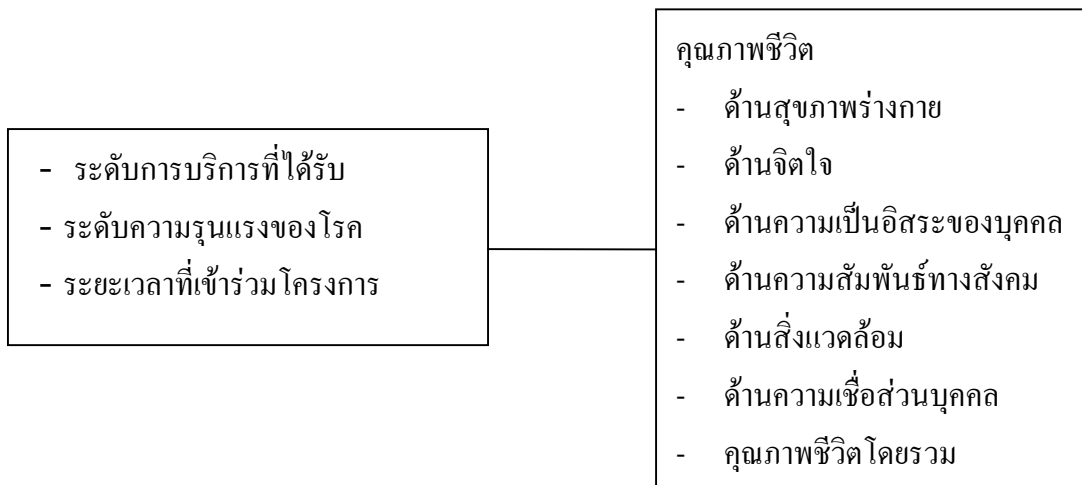 - ระดับการบริการที่ได้รับ
- ระดับความรุนแรงของโรค
- ระยะเวลาที่เข้าร่วมโครงการ
คุณภาพชีวิต
- ด้านสุขภาพร่างกาย
- ด้านจิตใจ
- ด้านความเป็นอิสระของบุคคล
- ด้านความสัมพันธ์ทางสังคม
- ด้านสิ่งแวดล้อม
- ด้านความเชื่อส่วนบุคคล
- คุณภาพชีวิตโดยรวม